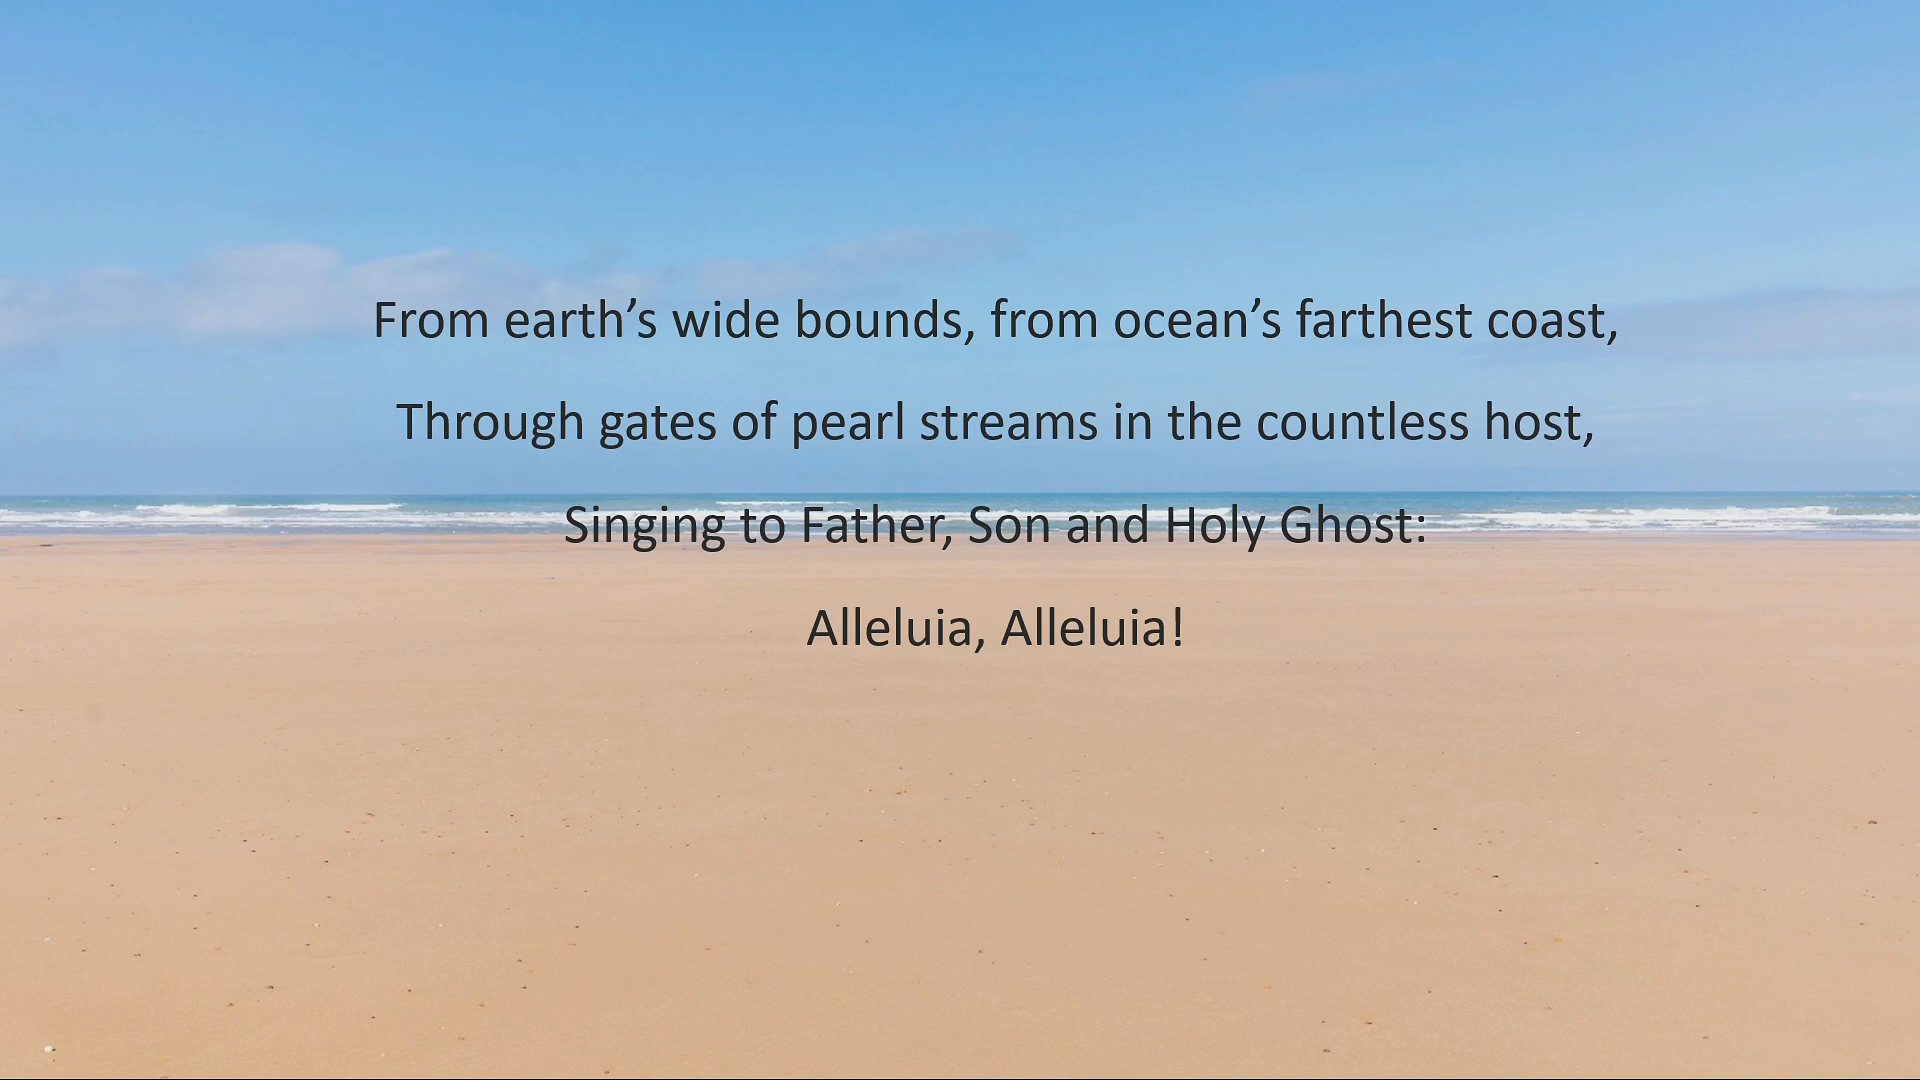 From earth’s wide bounds, from ocean’s farthest coast,
Through gates of pearl streams in the countless host,
Singing to Father, Son and Holy Ghost:
Alleluia, Alleluia!